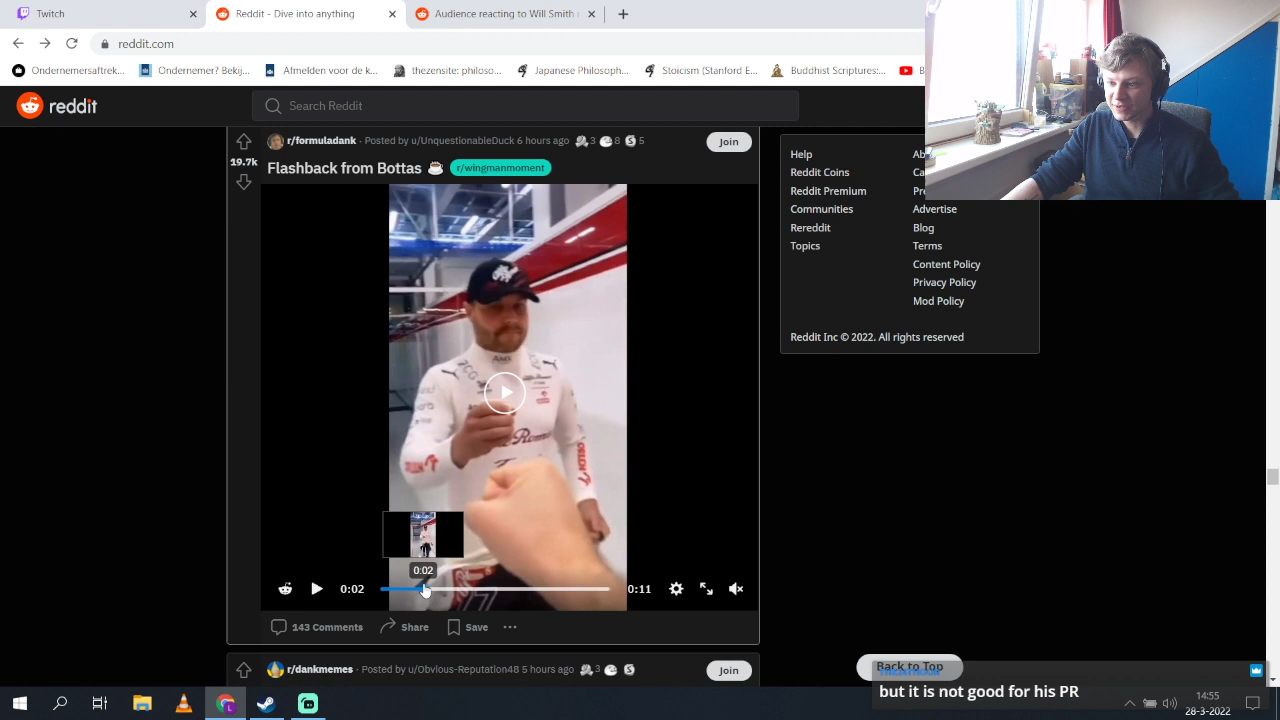 Twitch
Reddit - Dive into anything
Audience reacting to Will Smith
reddit.com
Ondernemersaftrek...
Ondernemer? Bekij...
Afmelden voor de k...
thezensite: philoso...
Japanese Philosoph...
Stoicism (Stanford E...
Buddhist Scriptures:...
reddit
Search Reddit
r/formuladank · Posted by u/UnquestionableDuck 6 hours ago 3 8 5
Join
19.7k
Flashback from Bottas ☕ r/wingmanmoment
Help
Reddit Coins
Reddit Premium
Communities
Rereddit
Topics
Advertise
Blog
Terms
Content Policy
Privacy Policy
Mod Policy
Reddit Inc © 2022. All rights reserved
0:02
0:02
0:11
143 Comments
Share
Save
r/dankmemes · Posted by u/Obvious-Reputation48 5 hours ago 3
Join
Back to Top
but it is not good for his PR
14:55
28-3-2022